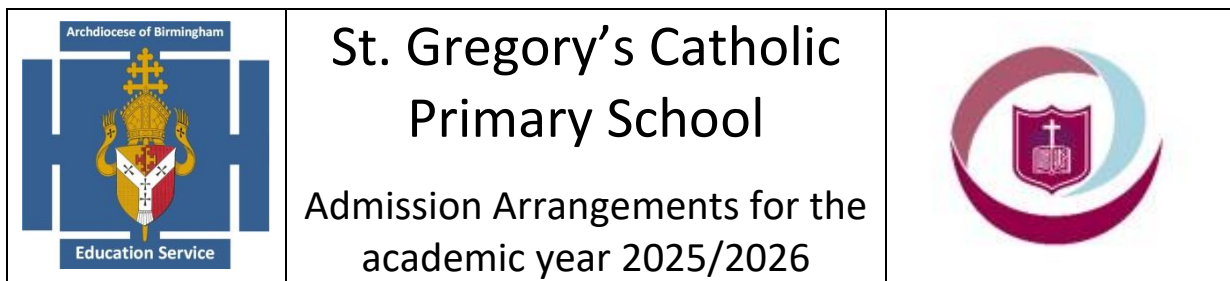 Archdiocese of Birmingham
Education Service
St. Gregory’s Catholic
Primary School
Admission Arrangements for the
academic year 2025/2026